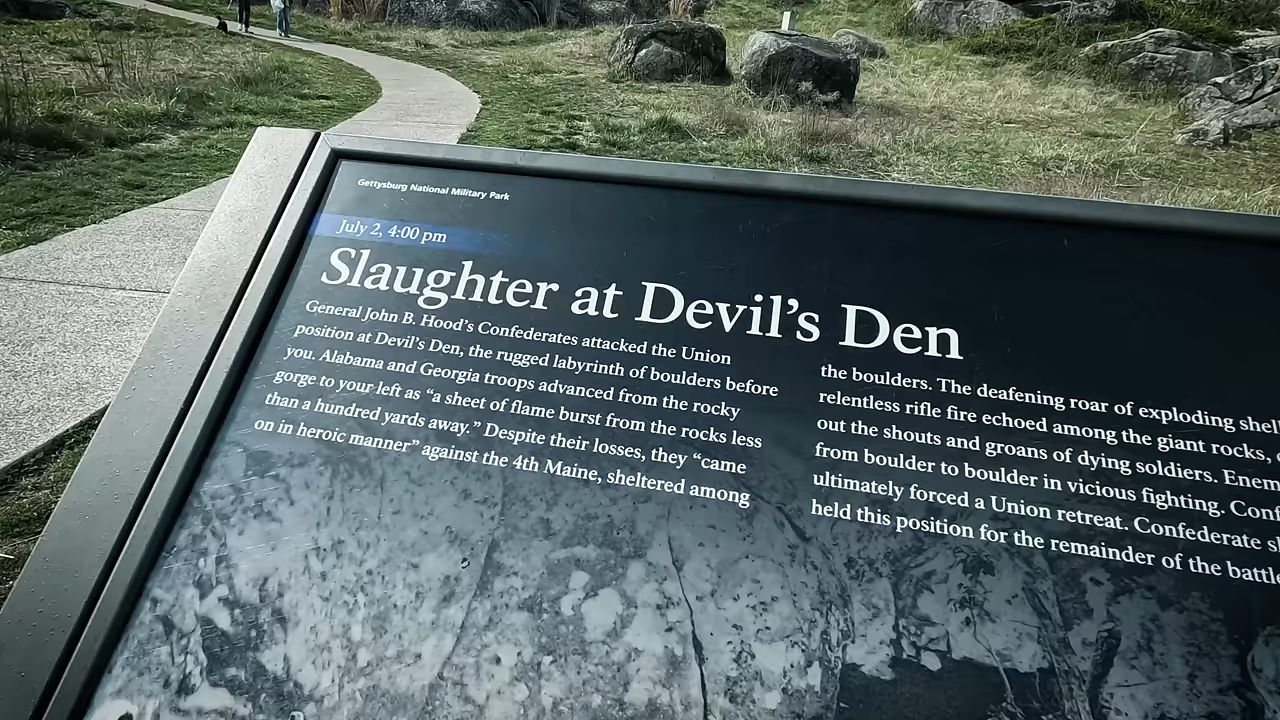 Gettysburg National Military Park
July 2, 4:00 pm
Slaughter at Devil's Den
General John B. Hood's Confederates attacked the Union
position at Devil's Den, the rugged labyrinth of boulders before
you. Alabama and Georgia troops advanced from the rocky
gorge to your left as “a sheet of flame burst from the rocks less
than a hundred yards away.” Despite their losses, they “came
on in heroic manner” against the 4th Maine, sheltered among
the boulders. The deafening roar of exploding
relentless rifle fire echoed among the giant rocks,
out the shouts and groans of dying soldiers.
from boulder to boulder in vicious fighting.
ultimately forced a Union retreat. Confederate
held this position for the remainder of the